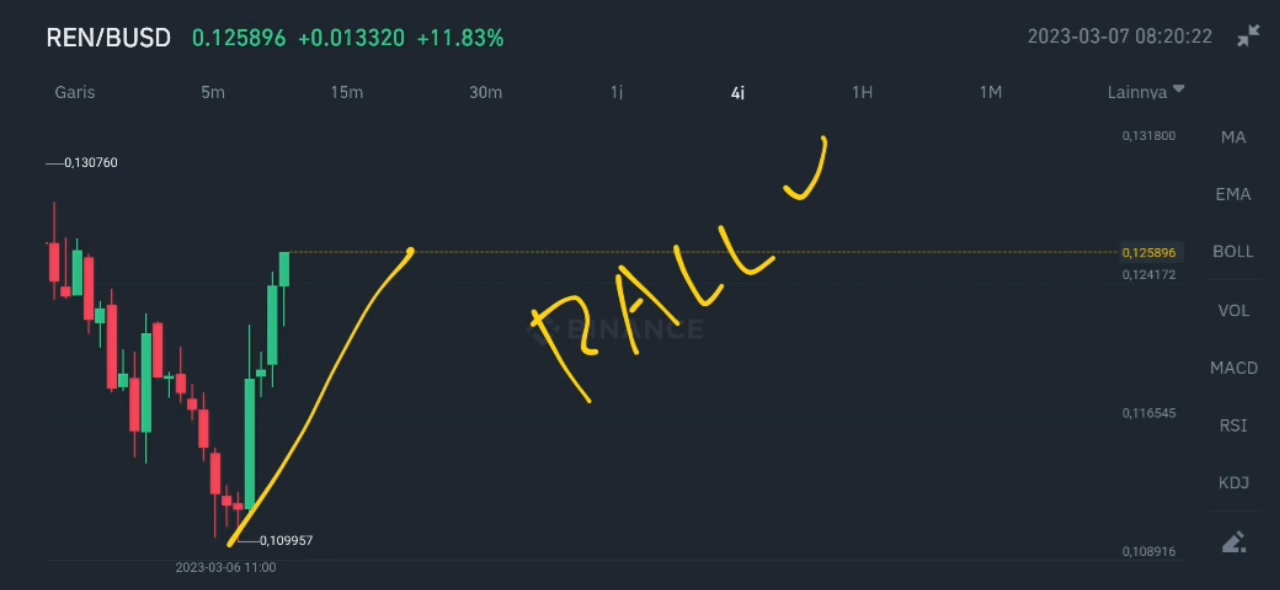 REN/BUSD 0.125896 +0.013320 +11.83% 2023-03-07 08:20:22
Garis 5m 15m 30m 1j 4j 1H 1M Lainnya
0,131800 MA
0,130760
EMA
0,125896 BOLL
0,124172
VOL
RALLY
BINANCE
MACD
0,116545
RSI
KDJ
0,109957
0,108916
2023-03-06 11:00